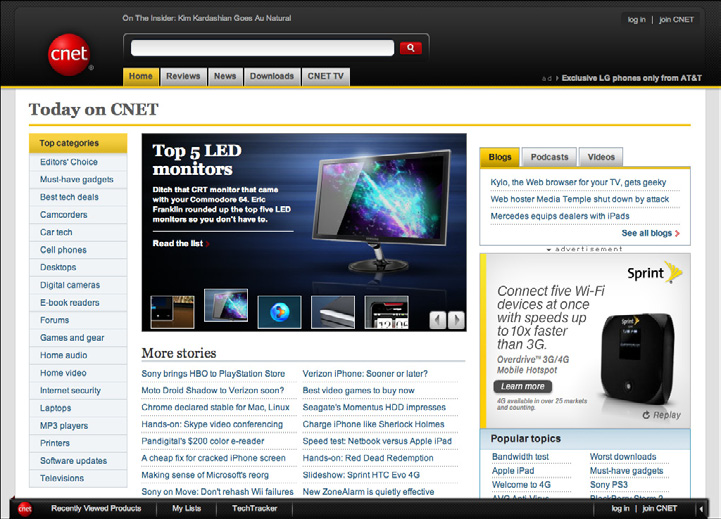 On The Insider: Kim Kardashian Goes Au Natural
log in | join CNET
cnet
Home
Reviews
News
Downloads
CNET TV
ad Exclusive LG phones only from AT&T
Today on CNET
Top categories
Editors' Choice
Must-have gadgets
Best tech deals
Camcorders
Car tech
Cell phones
Desktops
Digital cameras
E-book readers
Forums
Games and gear
Home audio
Home video
Internet security
Laptops
MP3 players
Printers
Software updates
Televisions
Top 5 LED
monitors
Ditch that CRT monitor that came
with your Commodore 64. Eric
Franklin rounded up the top five LED
monitors so you don't have to.
Read the list
More stories
Sony brings HBO to PlayStation Store
Moto Droid Shadow to Verizon soon?
Chrome declared stable for Mac, Linux
Hands-on: Skype video conferencing
Pandigital's $200 color e-reader
A cheap fix for cracked iPhone screen
Making sense of Microsoft's reorg
Sony on Move: Don't rehash Wii failures
Verizon iPhone: Sooner or later?
Best video games to buy now
Seagate's Momentus HDD impresses
Charge iPhone like Sherlock Holmes
Speed test: Netbook versus Apple iPad
Hands-on: Red Dead Redemption
Slideshow: Sprint HTC Evo 4G
New ZoneAlarm is quietly effective
Blogs
Podcasts
Videos
Kylo, the Web browser for your TV, gets geeky
Web hoster Media Temple shut down by attack
Mercedes equips dealers with iPads
See all blogs
advertisement
Sprint
Connect five Wi-Fi
devices at once
with speeds up
to 10x faster
than 3G.
Overdrive™ 3G/4G
Mobile Hotspot
Learn more
4G available in over 25 markets
and counting.
Sprint
Replay
Popular topics
Bandwidth test
Apple iPad
Welcome to 4G
AVG Anti-Virus
Worst downloads
Must-have gadgets
Sony PS3
BlackBerry Storm 2
cnet
Recently Viewed Products
My Lists
TechTracker
log in | join CNET